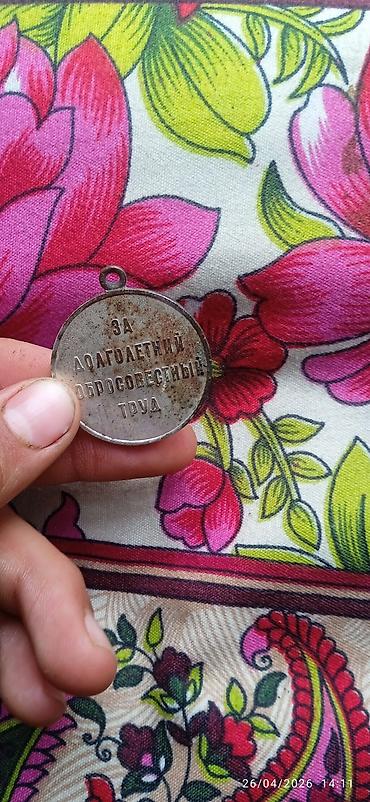 ЗА
ДОЛГОЛЕТНИЙ
ДОБРОСОВЕСТНЫЙ
ТРУД
26/04/2026 14:11